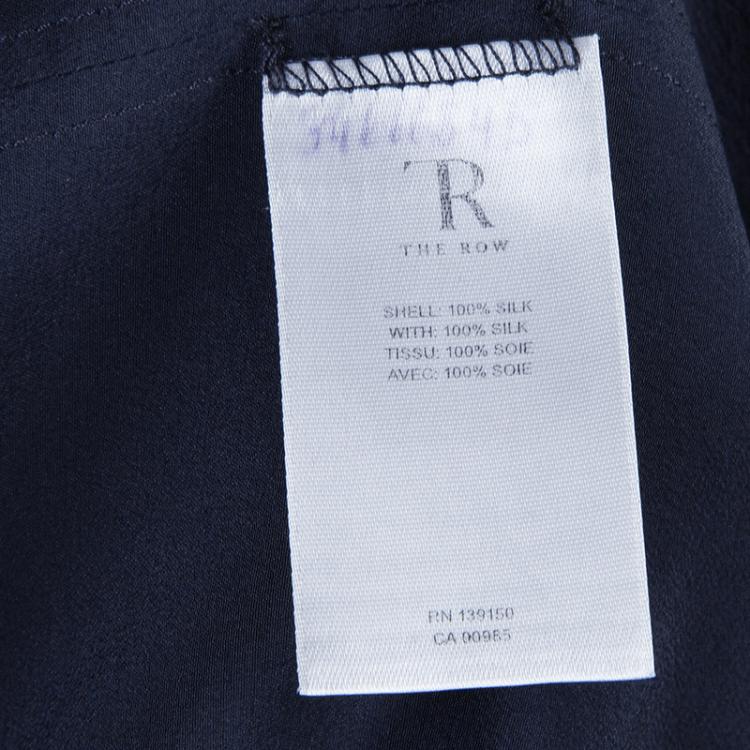 TR
THE ROW
SHELL: 100% SILK
WITH: 100% SILK
TISSU: 100% SOIE
AVEC: 100% SOIE
RN 139150
CA 00985